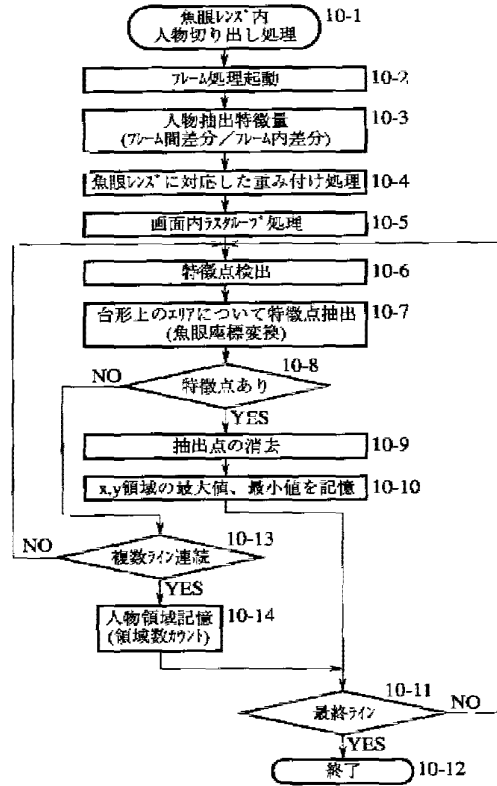 魚眼ﾚﾝｽﾞ内
人物切り出し処理
10-1
ﾌﾚｰﾑ処理起動
10-2
人物抽出特徴量
(ﾌﾚｰﾑ間差分／ﾌﾚｰﾑ内差分)
10-3
魚眼ﾚﾝｽﾞに対応した重み付け処理
10-4
画面内ﾗｽﾀﾙｰﾌﾟ処理
10-5
特徴点検出
10-6
台形上のｴﾘｱについて特徴点抽出
(魚眼座標変換)
10-7
10-8
NO
特徴点あり
YES
抽出点の消去
10-9
x,y領域の最大値、最小値を記憶
10-10
10-13
NO
複数ﾗｲﾝ連続
YES
人物領域記憶
(領域数ｶｳﾝﾄ)
10-14
10-11
最終ﾗｲﾝ
NO
YES
終了
10-12